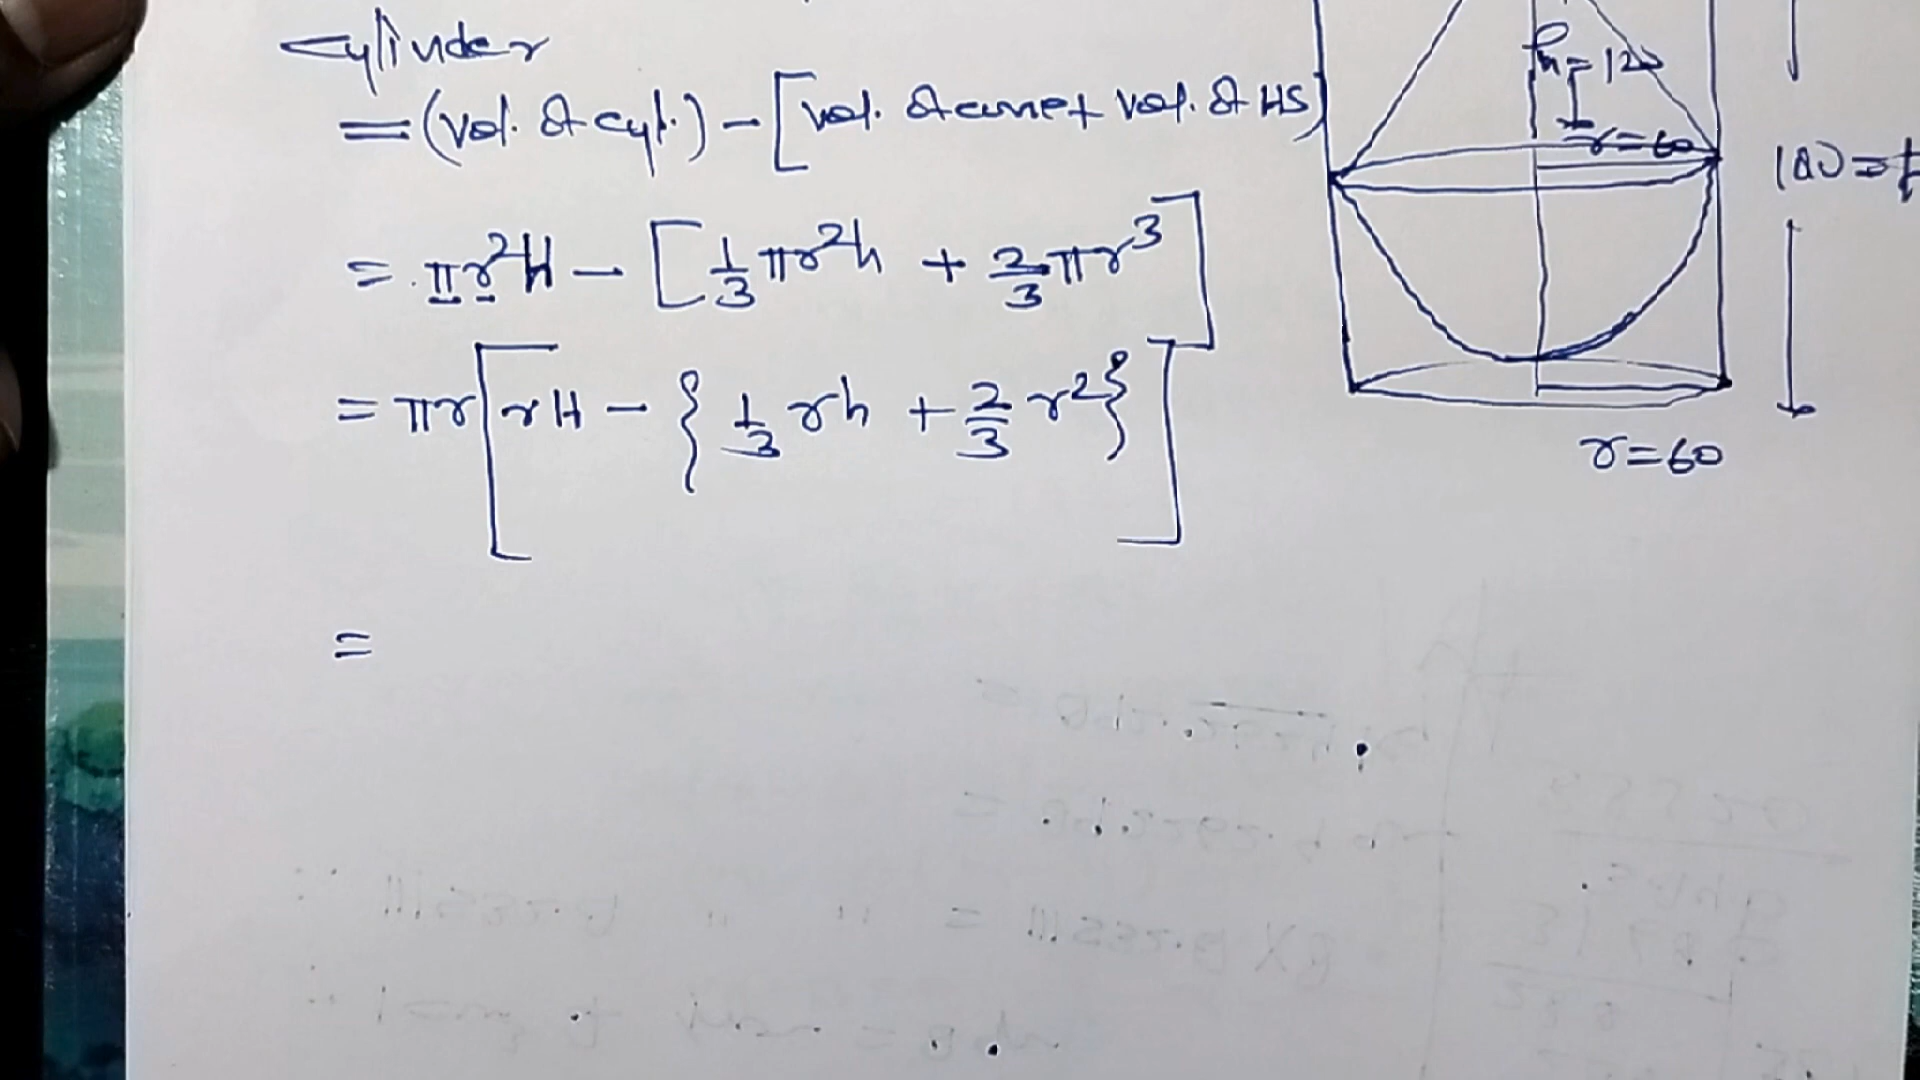 cylinder
= (vol. of cyl.) - [vol. of cone + vol. of HS]
= πr²H - [1/3 πr²h + 2/3 πr³]
= πr[rH - {1/3 rh + 2/3 r²}]
=
h = 120
r = 60
180 =
r = 60